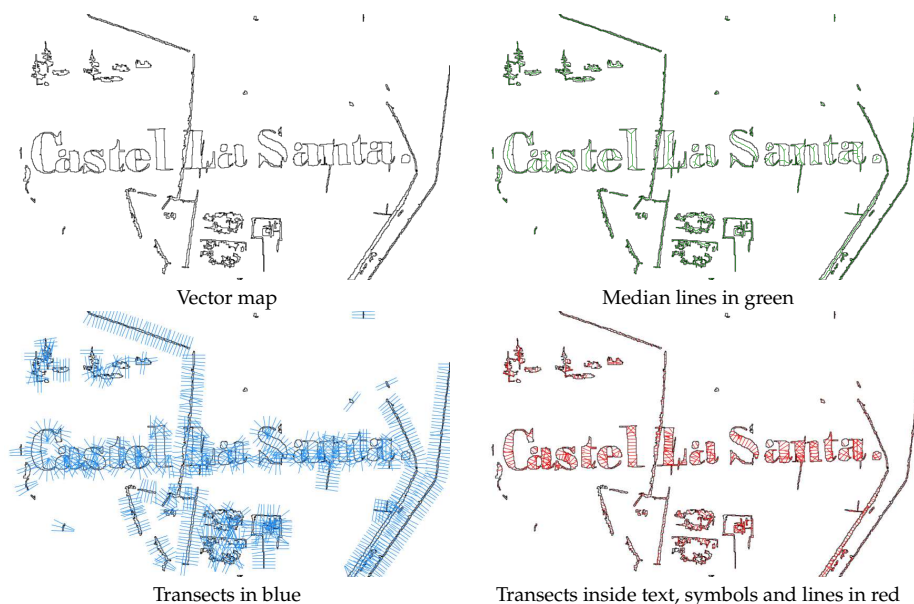 Castel La Santa.
Castel La Santa.
Vector map
Median lines in green
Castel La Santa.
Castel La Santa.
Transects in blue
Transects inside text, symbols and lines in red